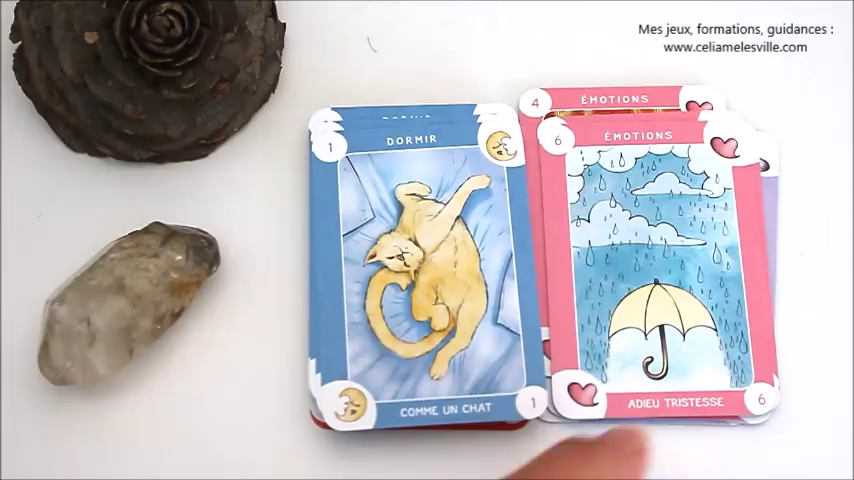 Mes jeux, formations, guidances :
www.celiamelesville.com
DORMIR
1
DORMIR
COMME UN CHAT
1
4
ÉMOTIONS
6
ÉMOTIONS
ADIEU TRISTESSE
6